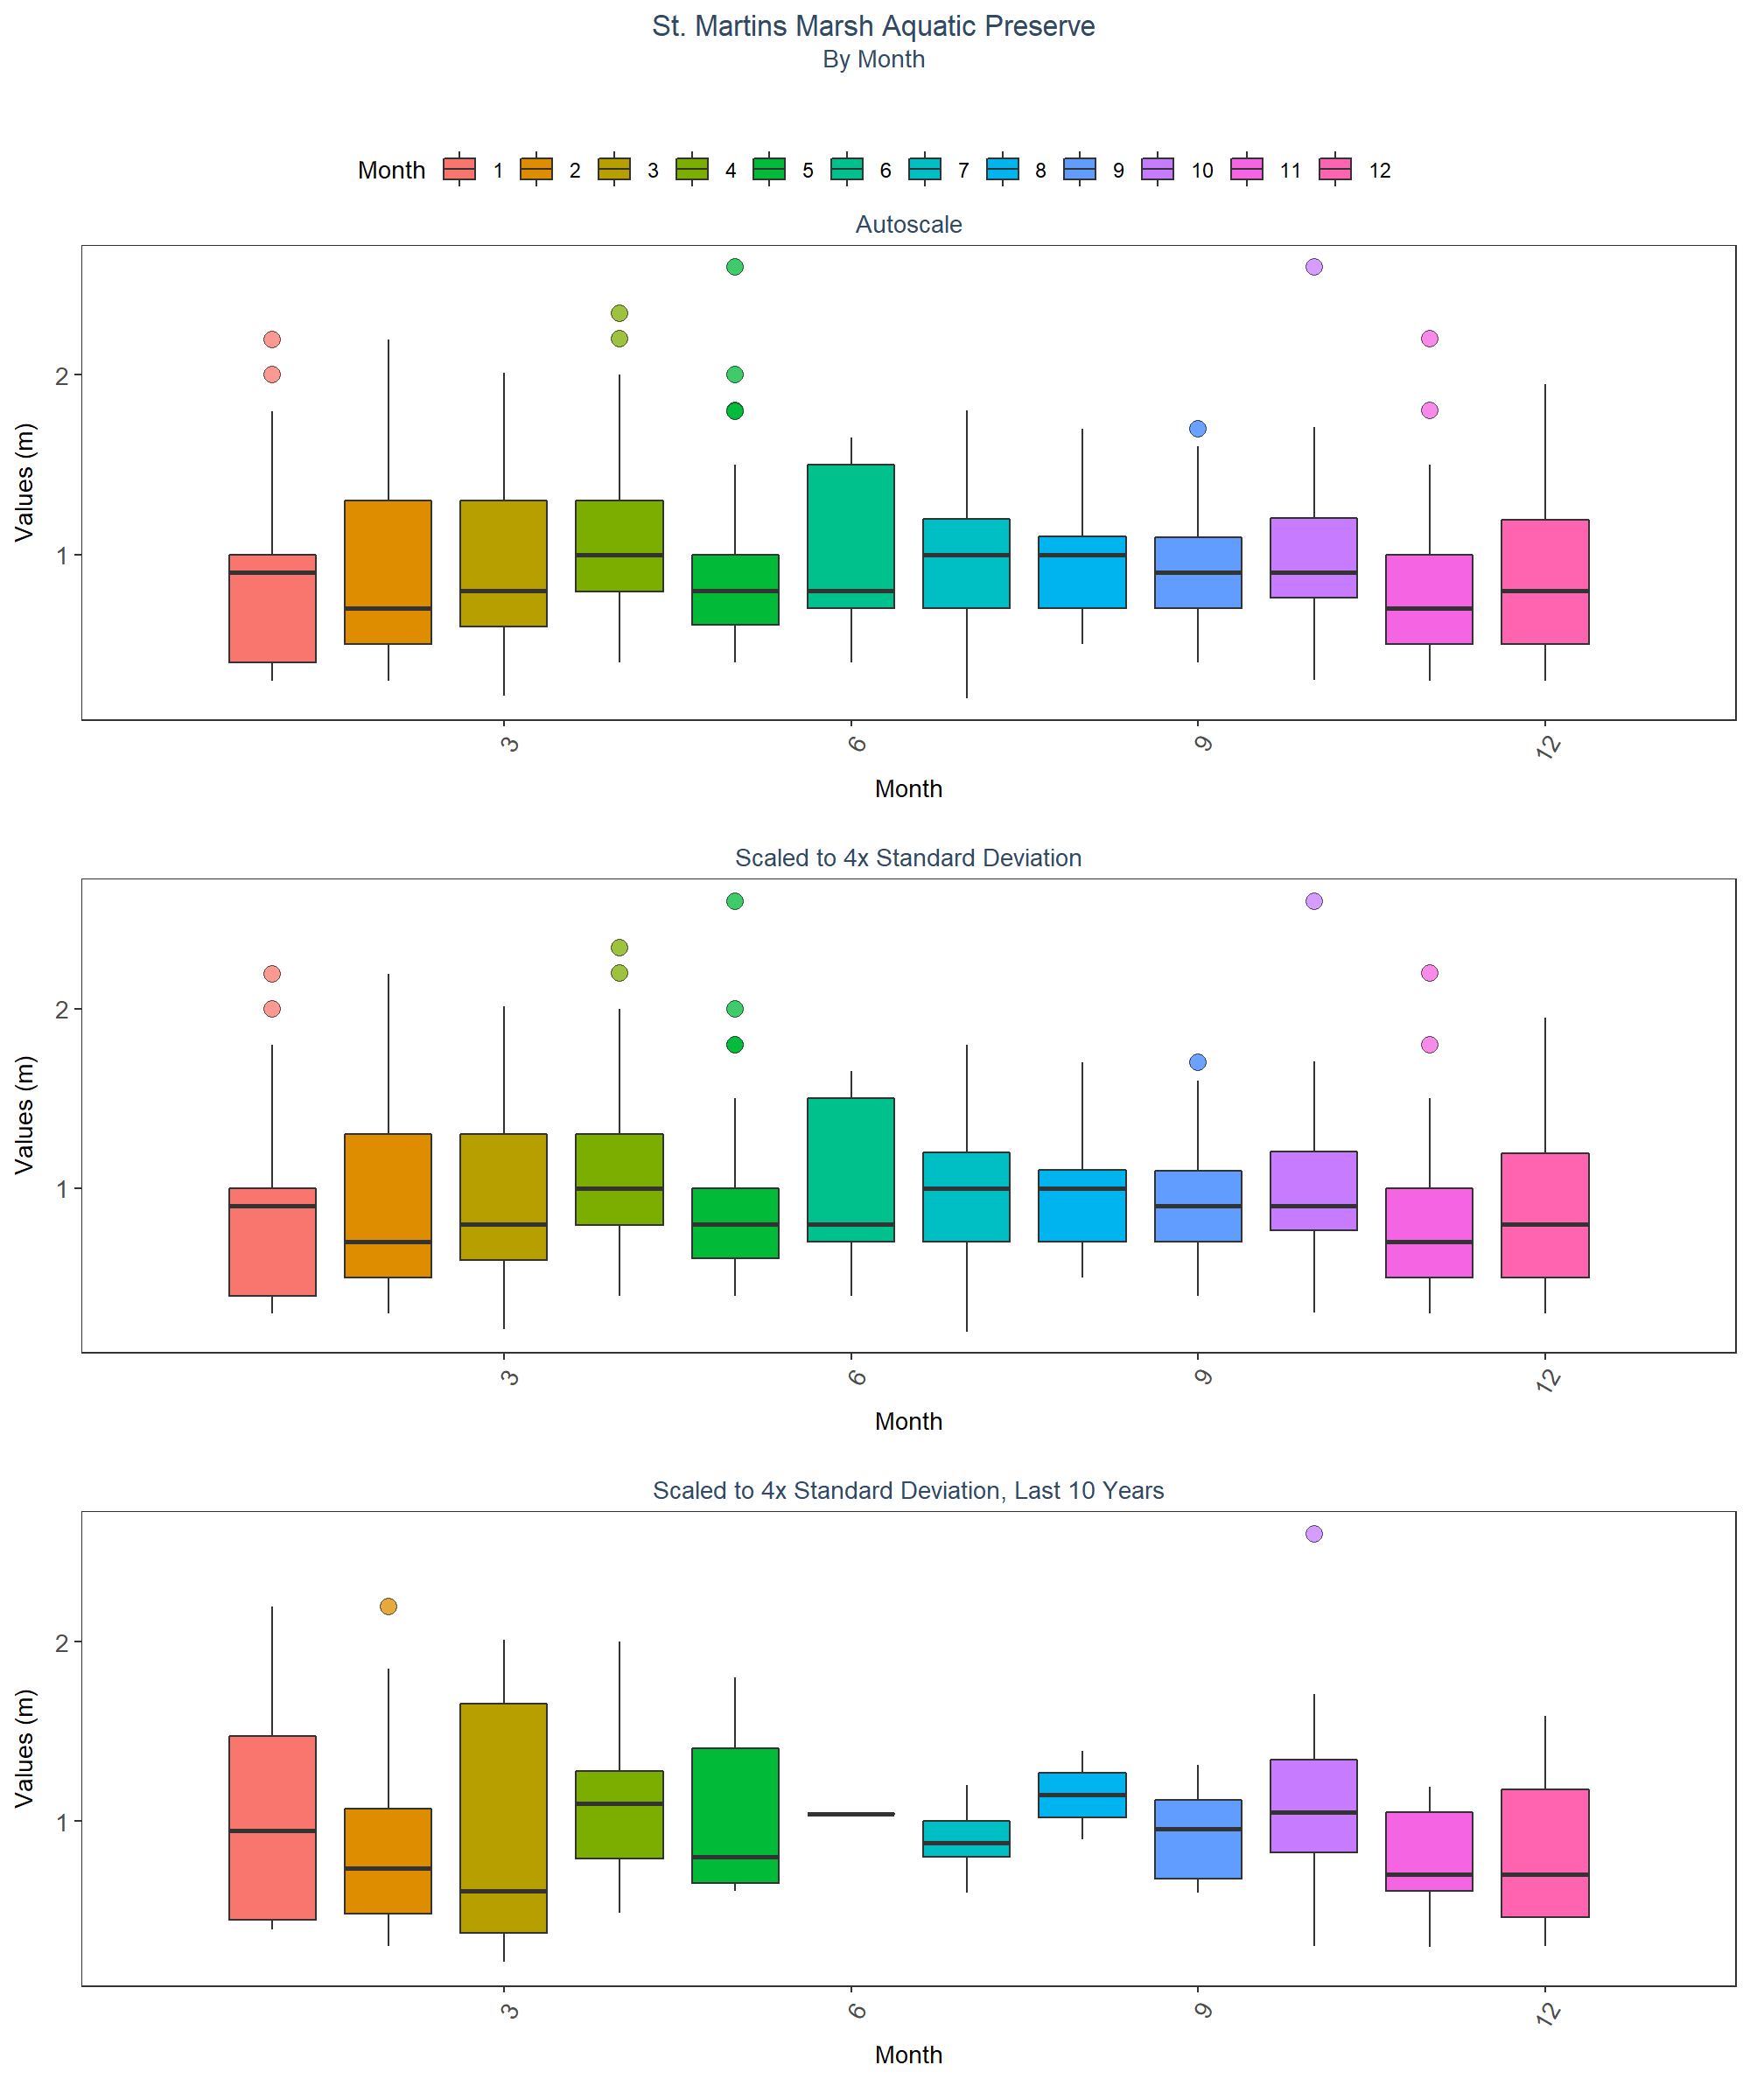 St. Martins Marsh Aquatic Preserve
By Month
Month 1 2 3 4 5 6 7 8 9 10 11 12
Autoscale
Values (m)
2
1
3 6 9 12
Month
Scaled to 4x Standard Deviation
Values (m)
2
1
3 6 9 12
Month
Scaled to 4x Standard Deviation, Last 10 Years
Values (m)
2
1
3 6 9 12
Month